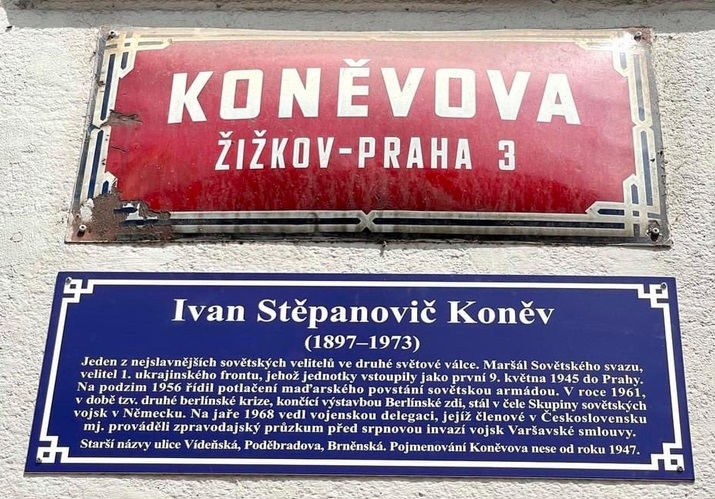 KONĚVOVA
ŽIŽKOV-PRAHA 3
Ivan Stěpanovič Koněv
(1897–1973)
Jeden z nejslavnějších sovětských velitelů ve druhé světové válce. Maršál Sovětského svazu,
velitel 1. ukrajinského frontu, jehož jednotky vstoupily jako první 9. května 1945 do Prahy.
Na podzim 1956 řídil potlačení maďarského povstání sovětskou armádou. V roce 1961,
v době tzv. druhé berlínské krize, končící výstavbou Berlínské zdi, stál v čele Skupiny sovětských
vojsk v Německu. Na jaře 1968 vedl vojenskou delegaci, jejíž členové v Československu
mj. prováděli zpravodajský průzkum před srpnovou invazí vojsk Varšavské smlouvy.
Starší názvy ulice Vídeňská, Poděbradova, Brněnská. Pojmenování Koněvova nese od roku 1947.